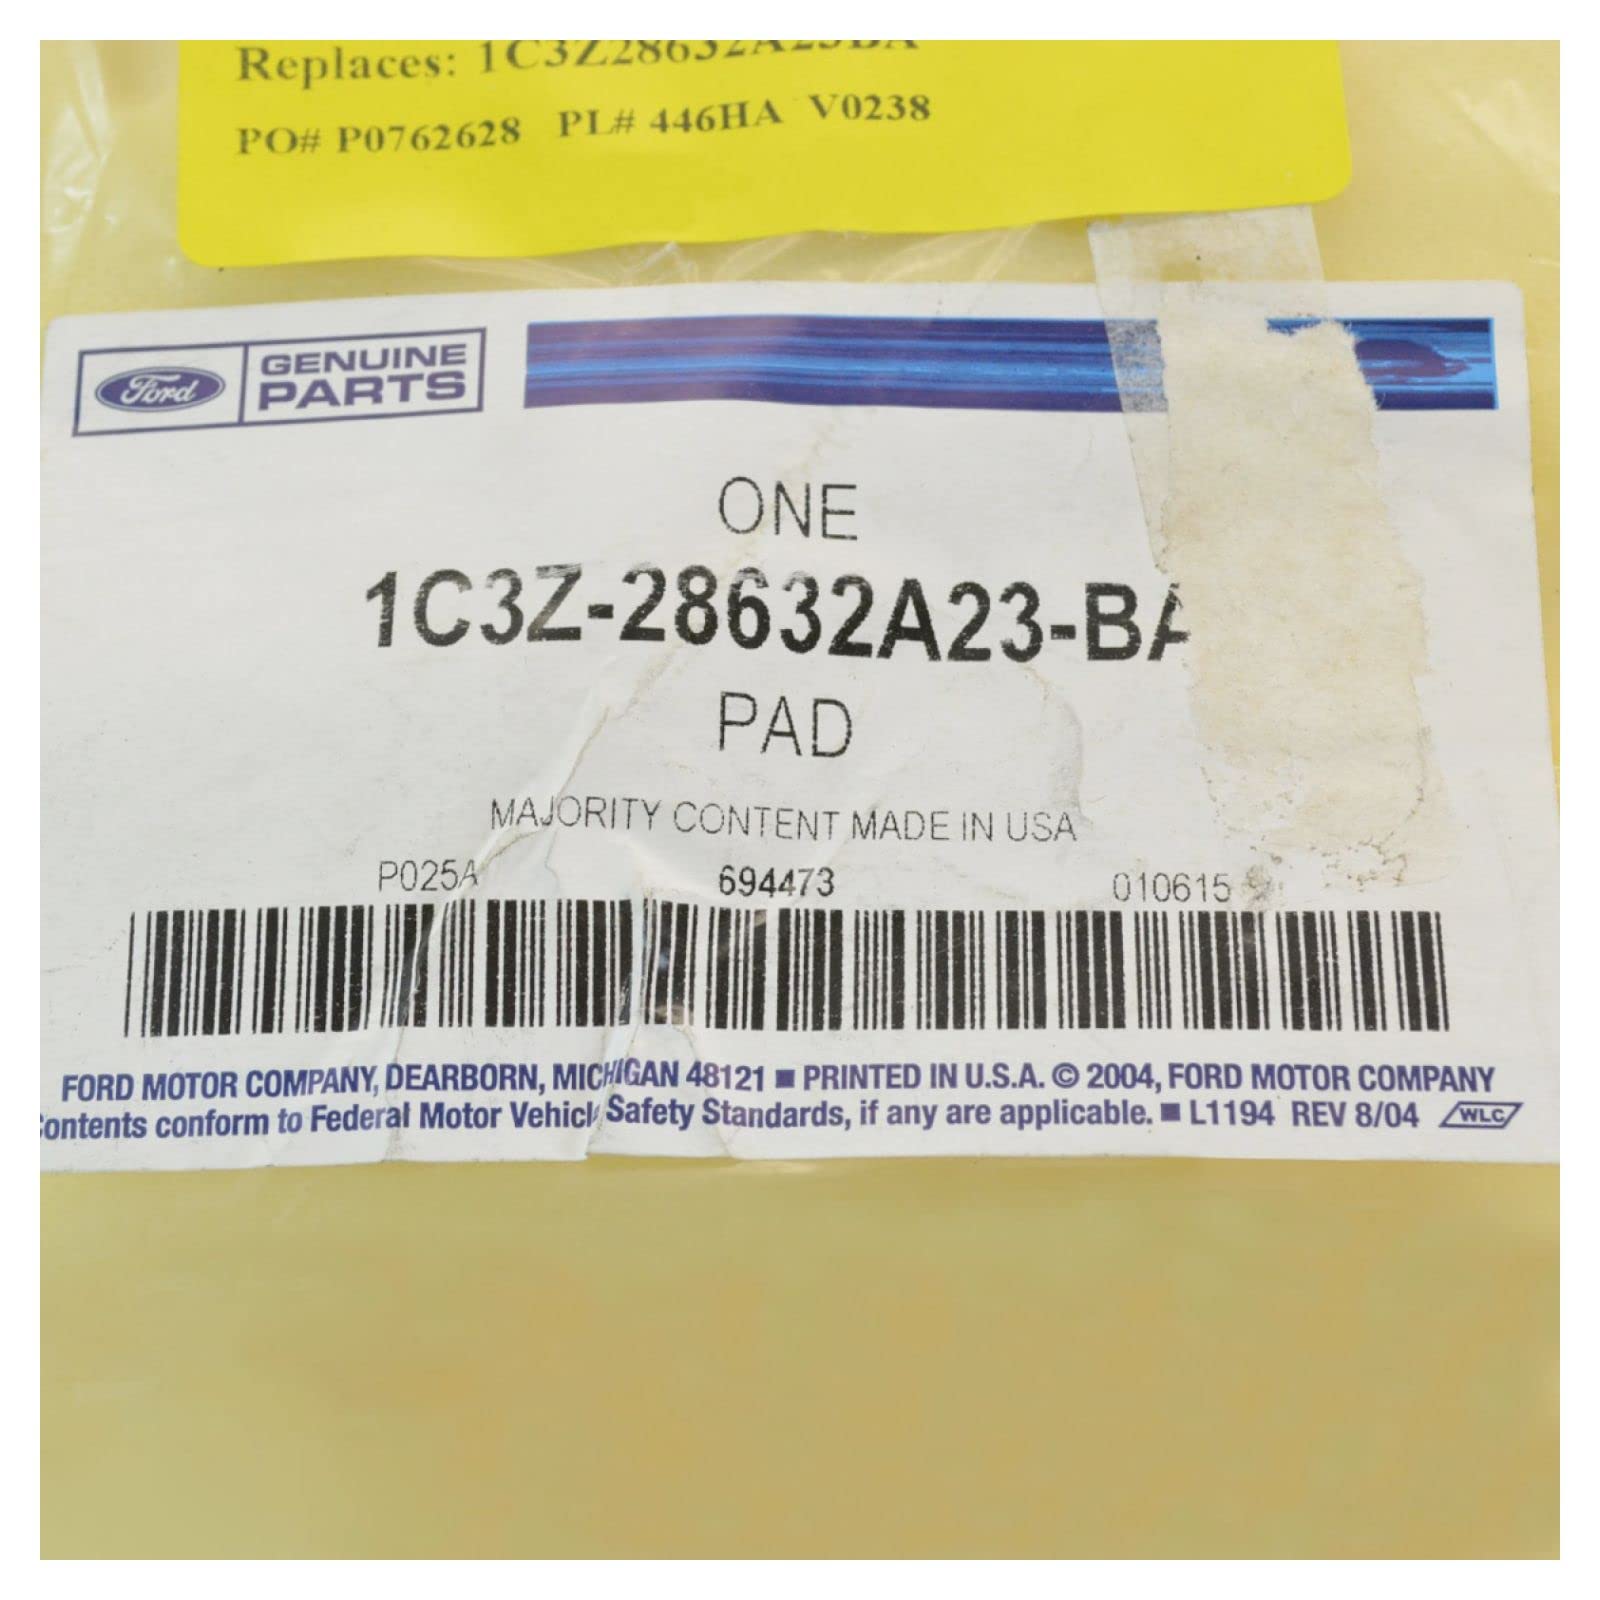 Replaces: 1C3Z28632A23BA
PO# P0762628 PL# 446HA V0238
Ford GENUINE PARTS
ONE
1C3Z-28632A23-BA
PAD
MAJORITY CONTENT MADE IN USA
P025A 694473 010615
FORD MOTOR COMPANY, DEARBORN, MICHIGAN 48121 ■ PRINTED IN U.S.A. © 2004, FORD MOTOR COMPANY
contents conform to Federal Motor Vehicle Safety Standards, if any are applicable. ■ L1194 REV 8/04 WLC